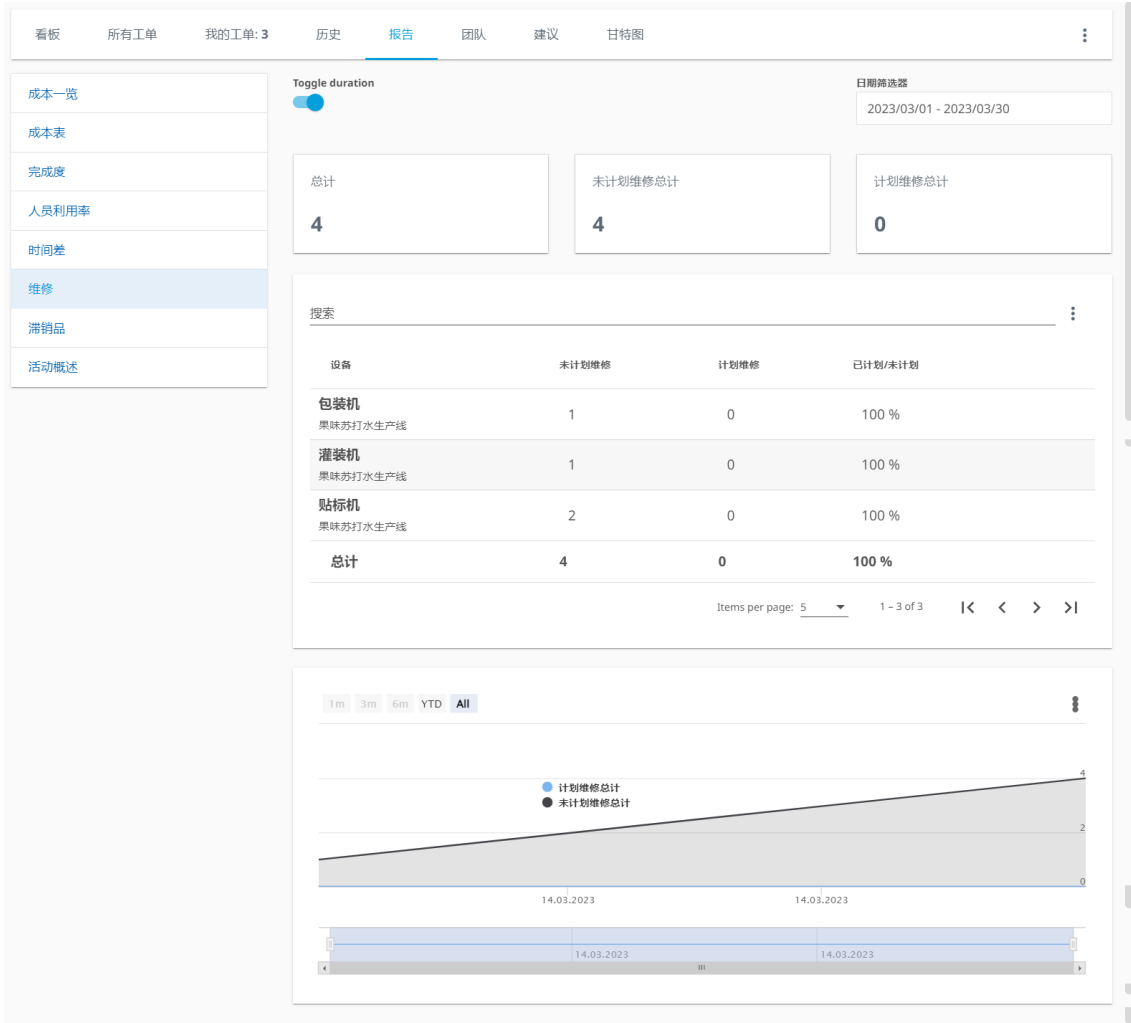 看板 所有工单 我的工单: 3 历史 报告 团队 建议 甘特图
成本一览
成本表
完成度
人员利用率
时间差
维修
滞销品
活动概述
Toggle duration
日期筛选器
2023/03/01 - 2023/03/30
总计
4
未计划维修总计
4
计划维修总计
0
搜索
设备 未计划维修 计划维修 已计划/未计划
包装机
果味苏打水生产线
1 0 100 %
灌装机
果味苏打水生产线
1 0 100 %
贴标机
果味苏打水生产线
2 0 100 %
总计 4 0 100 %
Items per page: 5 1 – 3 of 3
1m 3m 6m YTD All
计划维修总计
未计划维修总计
4
2
0
14.03.2023 14.03.2023
14.03.2023 14.03.2023